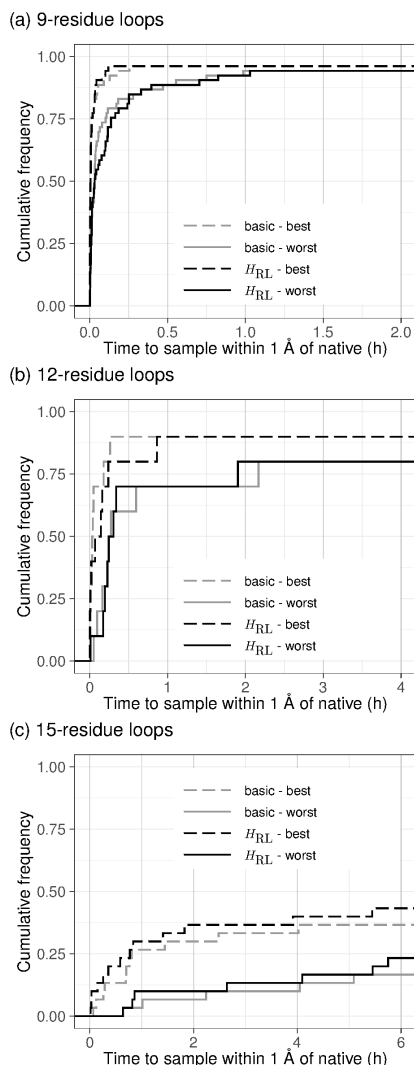 (a) 9-residue loops
1.00
0.75
0.50
0.25
0.00
Cumulative frequency
basic - best
basic - worst
H_RL - best
H_RL - worst
0.0 0.5 1.0 1.5 2.0
Time to sample within 1 Å of native (h)
(b) 12-residue loops
1.00
0.75
0.50
0.25
0.00
Cumulative frequency
basic - best
basic - worst
H_RL - best
H_RL - worst
0 1 2 3 4
Time to sample within 1 Å of native (h)
(c) 15-residue loops
1.00
0.75
0.50
0.25
0.00
Cumulative frequency
basic - best
basic - worst
H_RL - best
H_RL - worst
0 2 4 6
Time to sample within 1 Å of native (h)